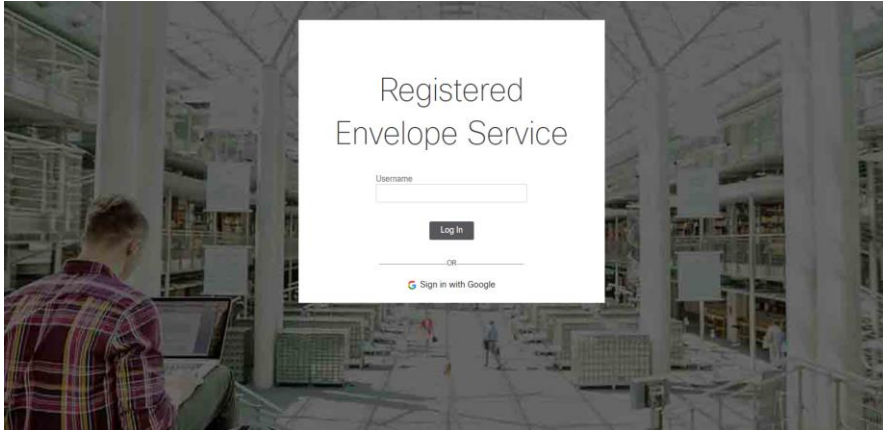 Registered
Envelope Service
Username
Log In
OR
Sign in with Google